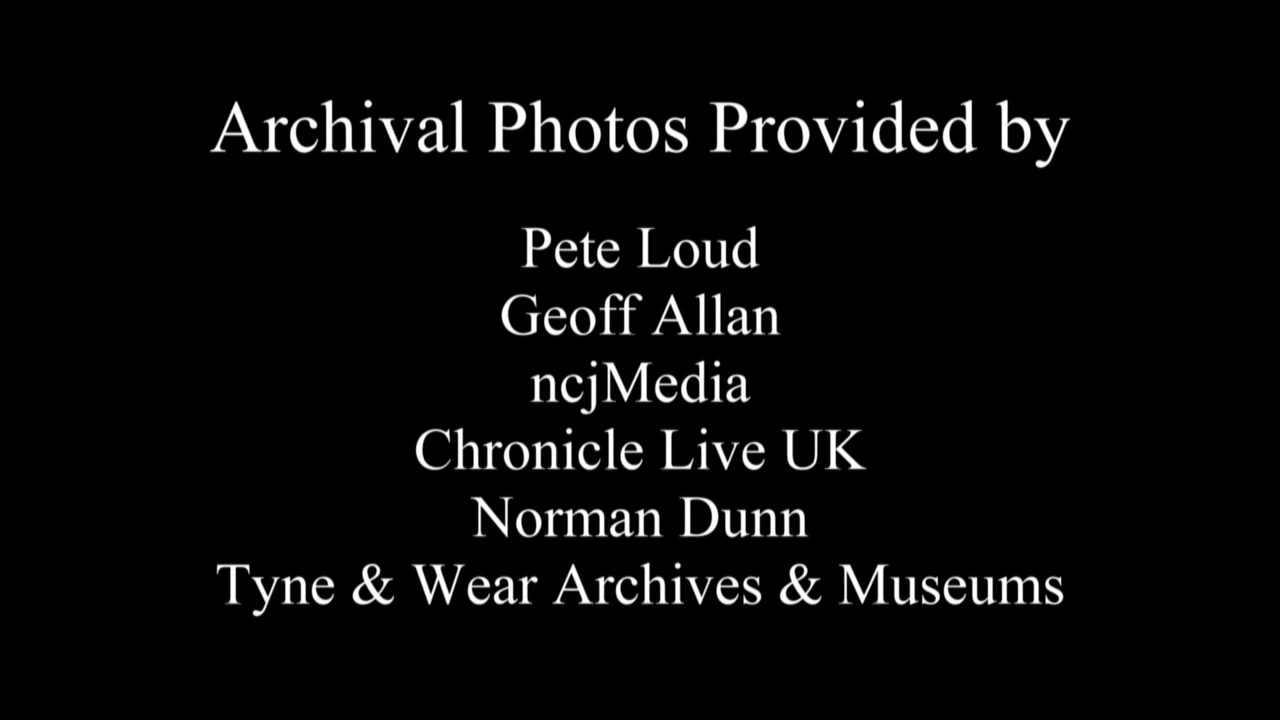 Archival Photos Provided by
Pete Loud
Geoff Allan
ncjMedia
Chronicle Live UK
Norman Dunn
Tyne & Wear Archives & Museums